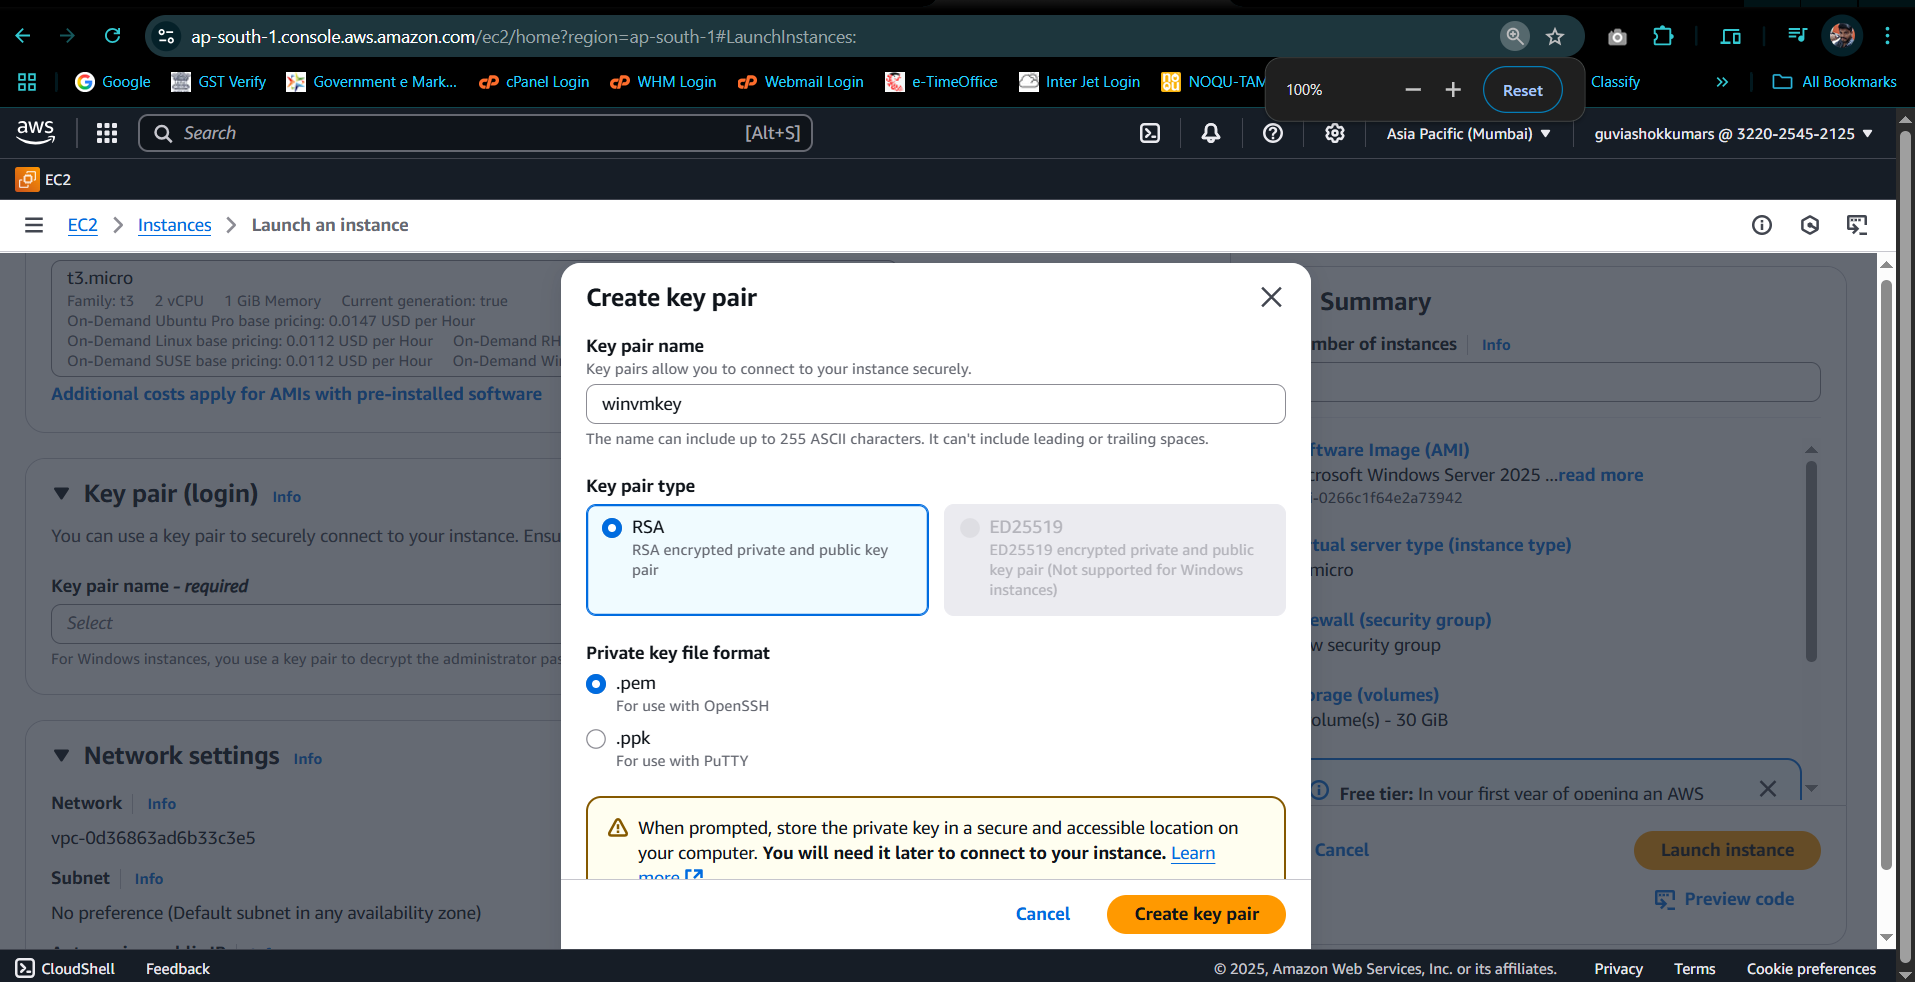 ap-south-1.console.aws.amazon.com/ec2/home?region=ap-south-1#LaunchInstances:
Google
GST Verify
Government e Mark...
cPanel Login
WHM Login
Webmail Login
e-TimeOffice
Inter Jet Login
NOQU-TAM
Classify
All Bookmarks
100%
Reset
aws
Search
[Alt+S]
Asia Pacific (Mumbai)
guviashokkumars @ 3220-2545-2125
EC2
EC2 > Instances > Launch an instance
t3.micro
Family: t3 2 vCPU 1 GiB Memory Current generation: true
On-Demand Ubuntu Pro base pricing: 0.0147 USD per Hour
On-Demand Linux base pricing: 0.0112 USD per Hour On-Demand RH
On-Demand SUSE base pricing: 0.0112 USD per Hour On-Demand Wi
Additional costs apply for AMIs with pre-installed software
Key pair (login) Info
You can use a key pair to securely connect to your instance. Ensu
Key pair name - required
Select
For Windows instances, you use a key pair to decrypt the administrator pas
Network settings Info
Network Info
vpc-0d36863ad6b33c3e5
Subnet Info
No preference (Default subnet in any availability zone)
Create key pair
Key pair name
Key pairs allow you to connect to your instance securely.
winvmkey
The name can include up to 255 ASCII characters. It can't include leading or trailing spaces.
Key pair type
RSA
RSA encrypted private and public key
pair
ED25519
ED25519 encrypted private and public
key pair (Not supported for Windows
instances)
Private key file format
.pem
For use with OpenSSH
.ppk
For use with PuTTY
When prompted, store the private key in a secure and accessible location on
your computer. You will need it later to connect to your instance. Learn
more
Cancel
Create key pair
Summary
mber of instances Info
ftware Image (AMI)
crosoft Windows Server 2025 ...read more
i-0266c1f64e2a73942
rtual server type (instance type)
micro
ewall (security group)
w security group
rage (volumes)
olume(s) - 30 GiB
Free tier: In your first year of opening an AWS
Cancel
Launch instance
Preview code
CloudShell
Feedback
© 2025, Amazon Web Services, Inc. or its affiliates.
Privacy
Terms
Cookie preferences